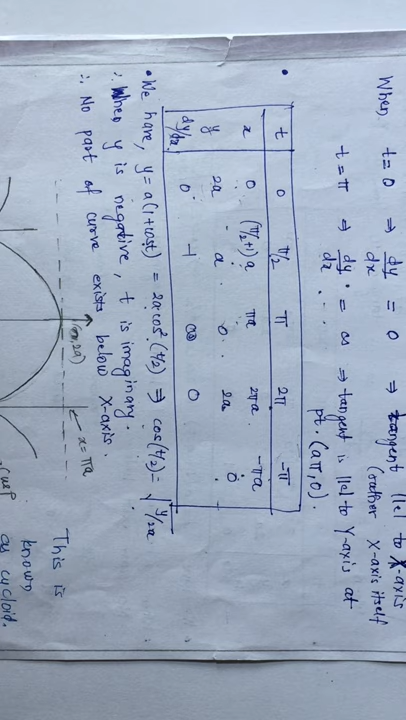 When, t = 0 ⇒ dy/dx = 0 ⇒ tangent ||el to X-axis
(rather X-axis itself
t = π ⇒ dy/dx = ∞ ⇒ tangent is ||el to Y-axis at
pt. (aπ, 0).
t 0 π/2 π 2π -π
x 0 (π/2+1)a πa 2πa -πa
y 2a a 0 2a 0
dy/dx 0 -1 ∞ 0
• We have, y = a(1+cost) = 2a cos²(t/2) ⇒ cos(t/2) = √y/2a
∴ When y is negative, t is imaginary.
∴ No part of curve exists below X-axis.
2a)
x = πa
Cusp
This is
known
as cycloid.